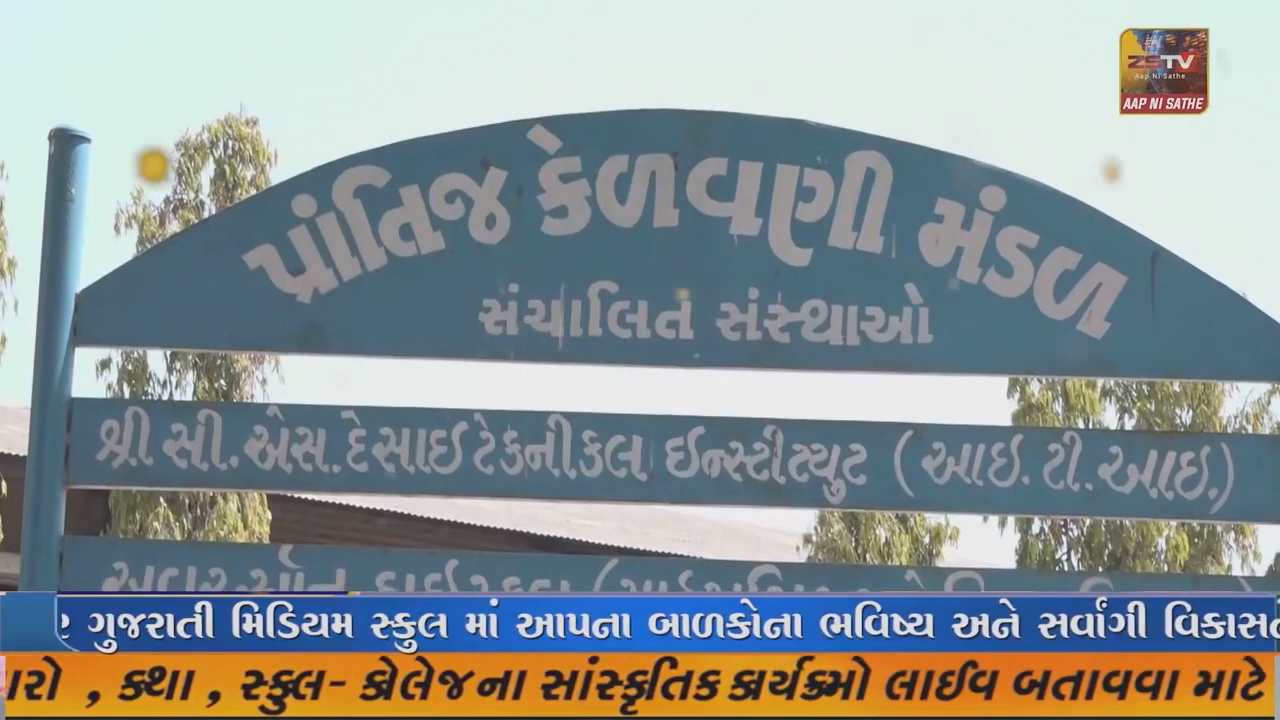 ZSTV
Aap Ni Sathe
AAP NI SATHE
પ્રાંતિજ કેળવણી મંડળ
સંચાલિત સંસ્થાઓ
શ્રી સી. એસ. દેસાઇ ટેકનીકલ ઇન્સ્ટીટ્યુટ (આઇ. ટી. આઇ.)
ગુજરાતી મિડિયમ સ્કુલ માં આપના બાળકોના ભવિષ્ય અને સર્વાંગી
, કથા , સ્કુલ- કોલેજના સાંસ્કૃતિક કાર્યક્રમો લાઈવ બતાવવા માટે